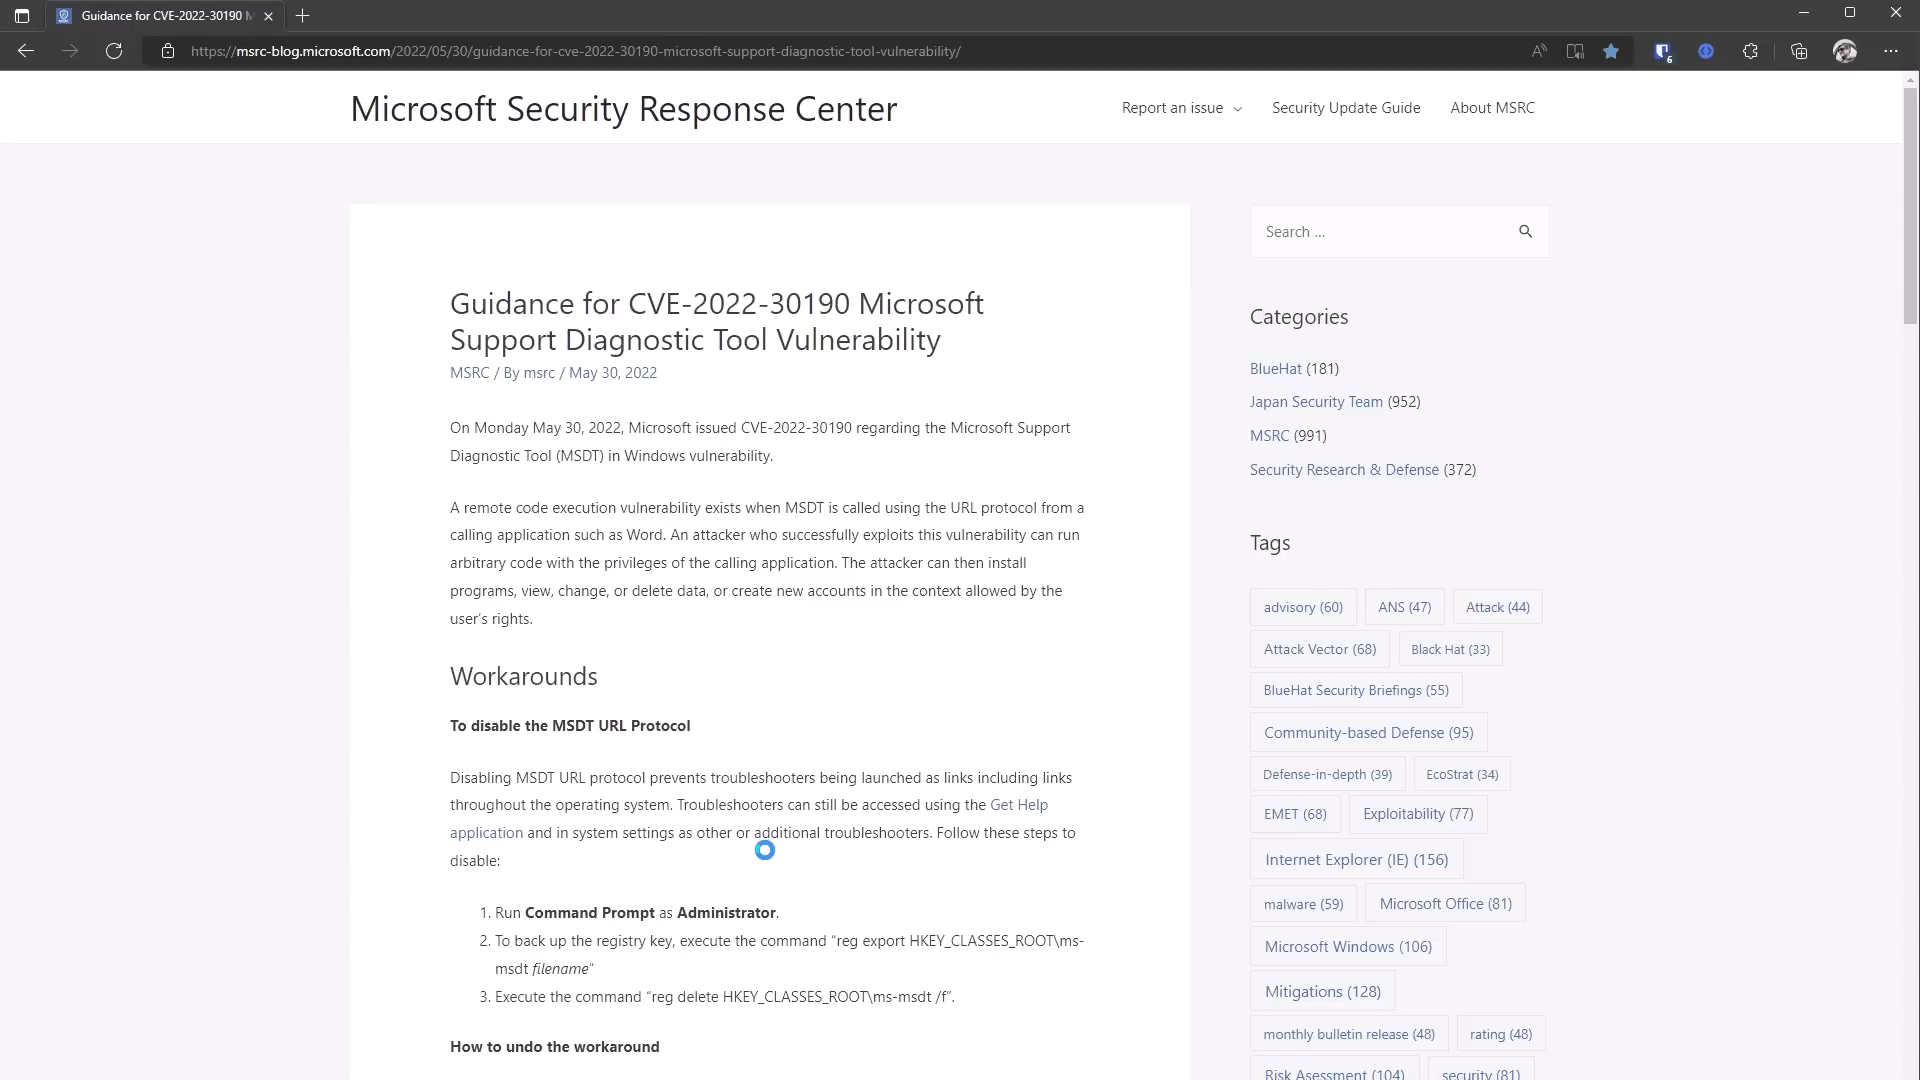 Guidance for CVE-2022-30190 M
https://msrc-blog.microsoft.com/2022/05/30/guidance-for-cve-2022-30190-microsoft-support-diagnostic-tool-vulnerability/
6
Microsoft Security Response Center
Report an issue
Security Update Guide
About MSRC
Guidance for CVE-2022-30190 Microsoft
Support Diagnostic Tool Vulnerability
MSRC / By msrc / May 30, 2022
On Monday May 30, 2022, Microsoft issued CVE-2022-30190 regarding the Microsoft Support
Diagnostic Tool (MSDT) in Windows vulnerability.
A remote code execution vulnerability exists when MSDT is called using the URL protocol from a
calling application such as Word. An attacker who successfully exploits this vulnerability can run
arbitrary code with the privileges of the calling application. The attacker can then install
programs, view, change, or delete data, or create new accounts in the context allowed by the
user’s rights.
Workarounds
To disable the MSDT URL Protocol
Disabling MSDT URL protocol prevents troubleshooters being launched as links including links
throughout the operating system. Troubleshooters can still be accessed using the Get Help
application and in system settings as other or additional troubleshooters. Follow these steps to
disable:
1. Run Command Prompt as Administrator.
2. To back up the registry key, execute the command “reg export HKEY_CLASSES_ROOT\ms-
msdt filename“
3. Execute the command “reg delete HKEY_CLASSES_ROOT\ms-msdt /f”.
How to undo the workaround
Search ...
Categories
BlueHat (181)
Japan Security Team (952)
MSRC (991)
Security Research & Defense (372)
Tags
advisory (60)
ANS (47)
Attack (44)
Attack Vector (68)
Black Hat (33)
BlueHat Security Briefings (55)
Community-based Defense (95)
Defense-in-depth (39)
EcoStrat (34)
EMET (68)
Exploitability (77)
Internet Explorer (IE) (156)
malware (59)
Microsoft Office (81)
Microsoft Windows (106)
Mitigations (128)
monthly bulletin release (48)
rating (48)
Risk Asessment (104)
security (81)